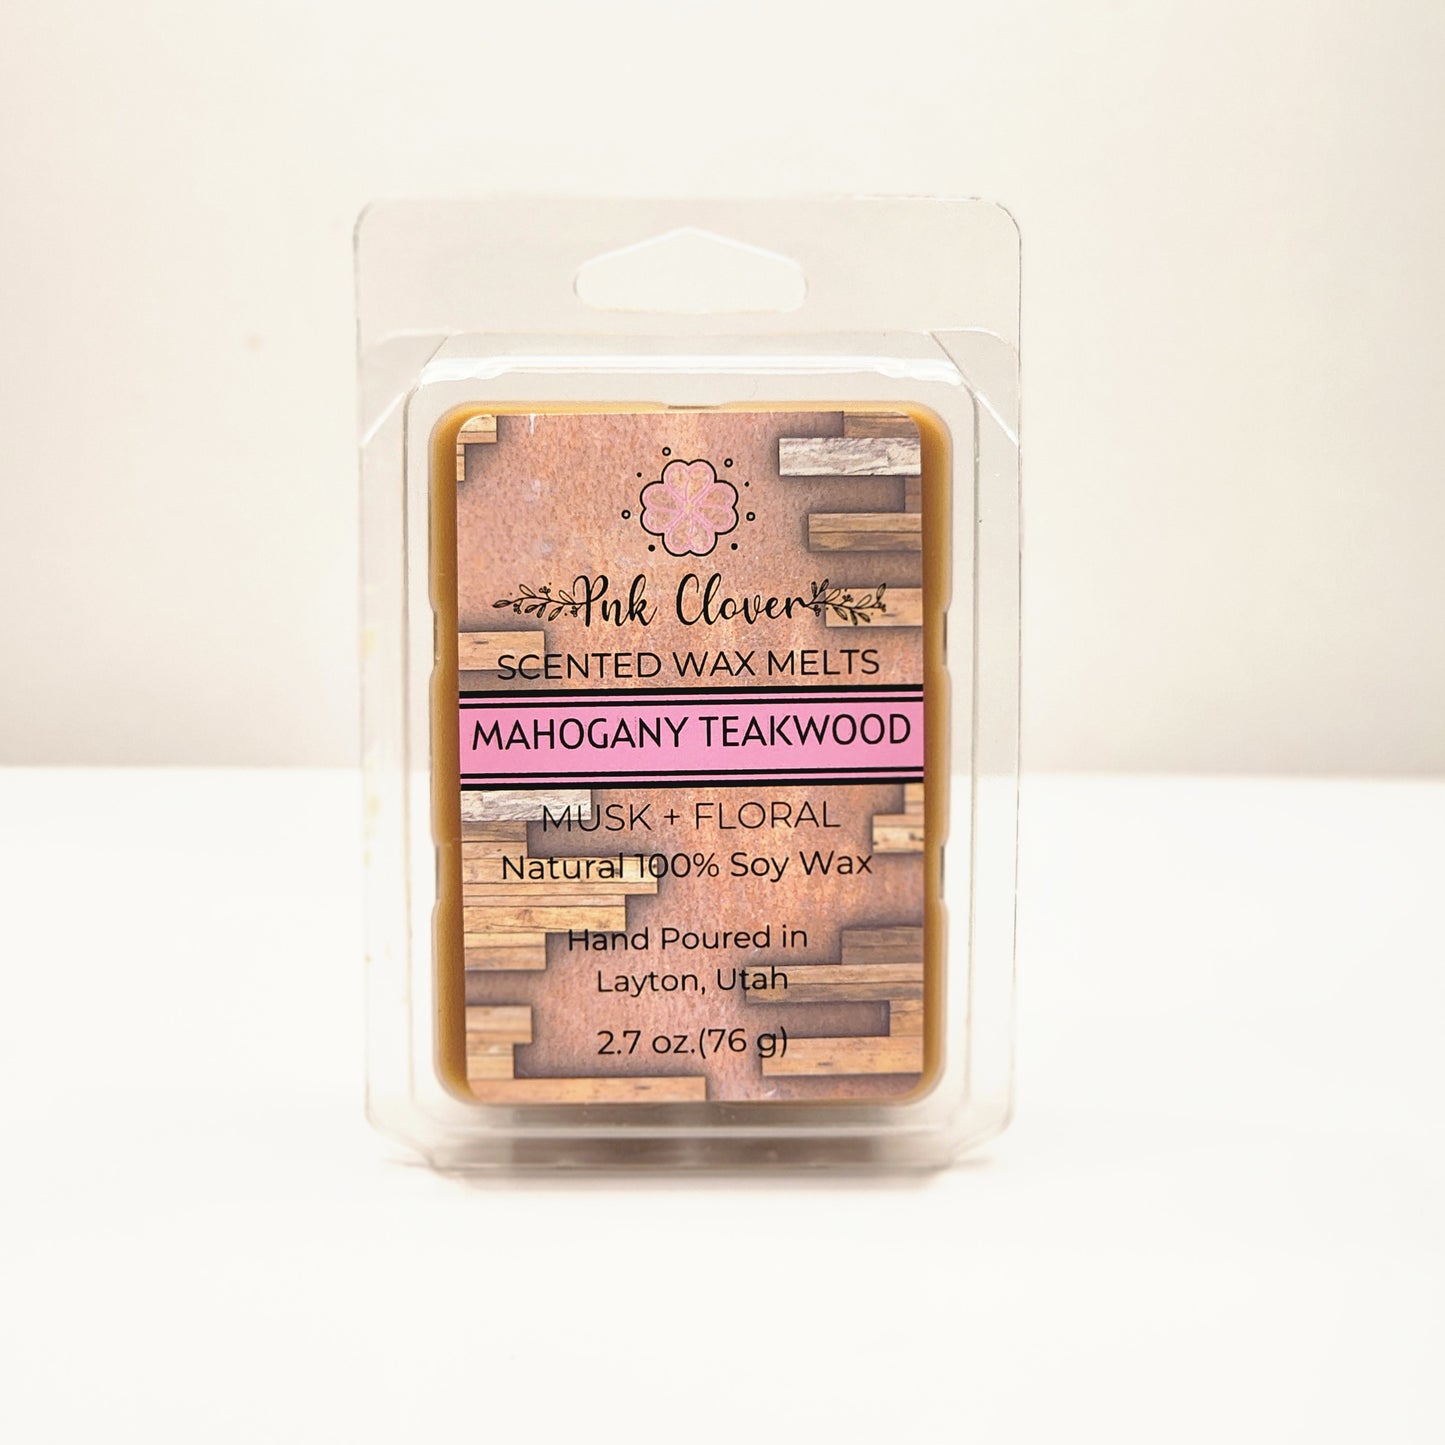 Pnk Clover
SCENTED WAX MELTS
MAHOGANY TEAKWOOD
MUSK + FLORAL
Natural 100% Soy Wax
Hand Poured in
Layton, Utah
2.7 oz.(76 g)